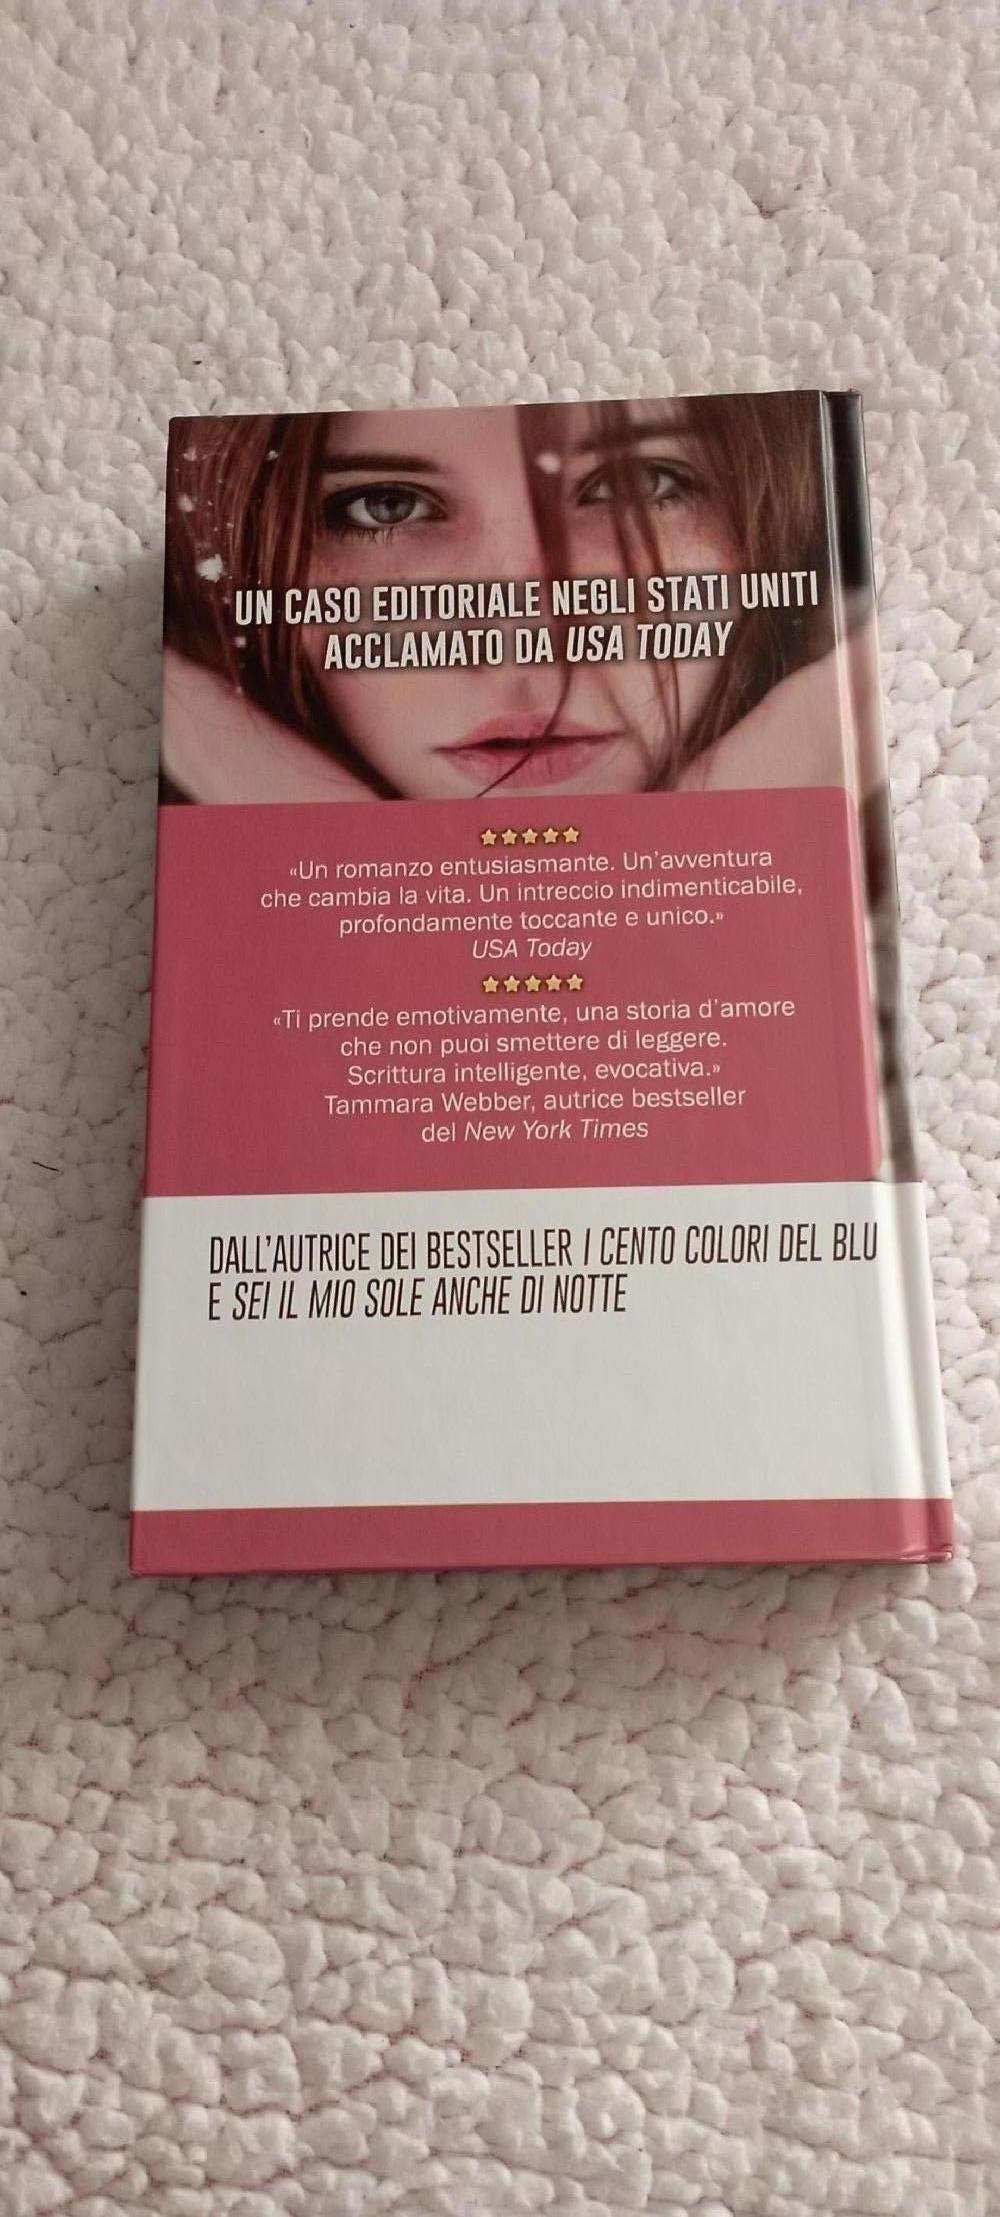 UN CASO EDITORIALE NEGLI STATI UNITI
ACCLAMATO DA USA TODAY
«Un romanzo entusiasmante. Un'avventura
che cambia la vita. Un intreccio indimenticabile,
profondamente toccante e unico.»
USA Today
«Ti prende emotivamente, una storia d'amore
che non puoi smettere di leggere.
Scrittura intelligente, evocativa.»
Tammara Webber, autrice bestseller
del New York Times
DALL'AUTRICE DEI BESTSELLER I CENTO COLORI DEL BLU
E SEI IL MIO SOLE ANCHE DI NOTTE